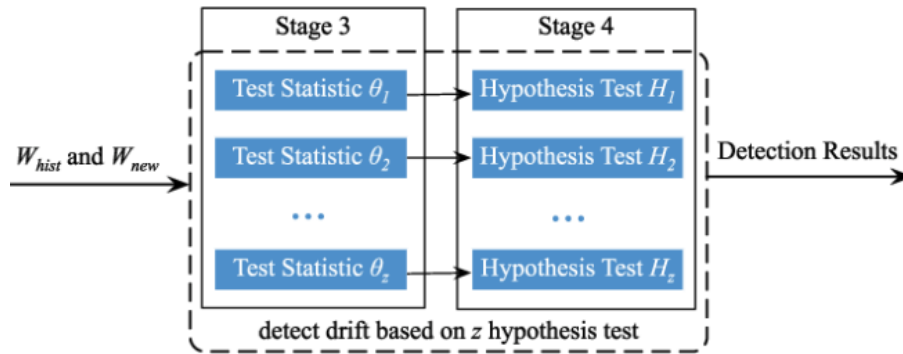 Stage 3
Stage 4
Test Statistic θ1
Hypothesis Test H1
Whist and Wnew
Test Statistic θ2
Hypothesis Test H2
Detection Results
...
...
Test Statistic θz
Hypothesis Test Hz
detect drift based on z hypothesis test